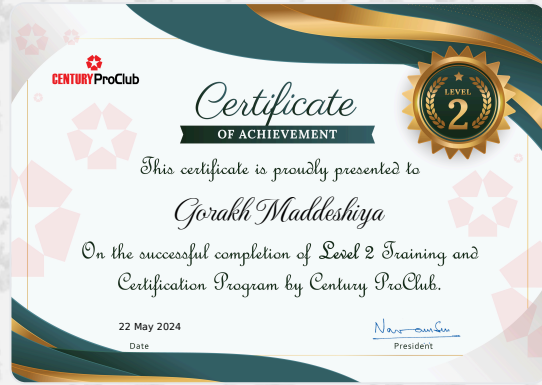 CENTURY ProClub
Certificate
OF ACHIEVEMENT
LEVEL
2
This certificate is proudly presented to
Gorakh Maddeshiya
On the successful completion of Level 2 Training and
Certification Program by Century ProClub.
22 May 2024
Date
President